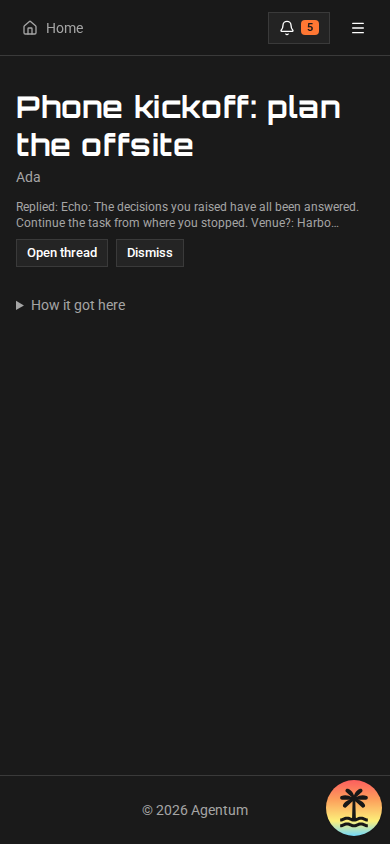 Home
5
Phone kickoff: plan
the offsite
Ada
Replied: Echo: The decisions you raised have all been answered.
Continue the task from where you stopped. Venue?: Harbo…
Open thread
Dismiss
How it got here
© 2026 Agentum